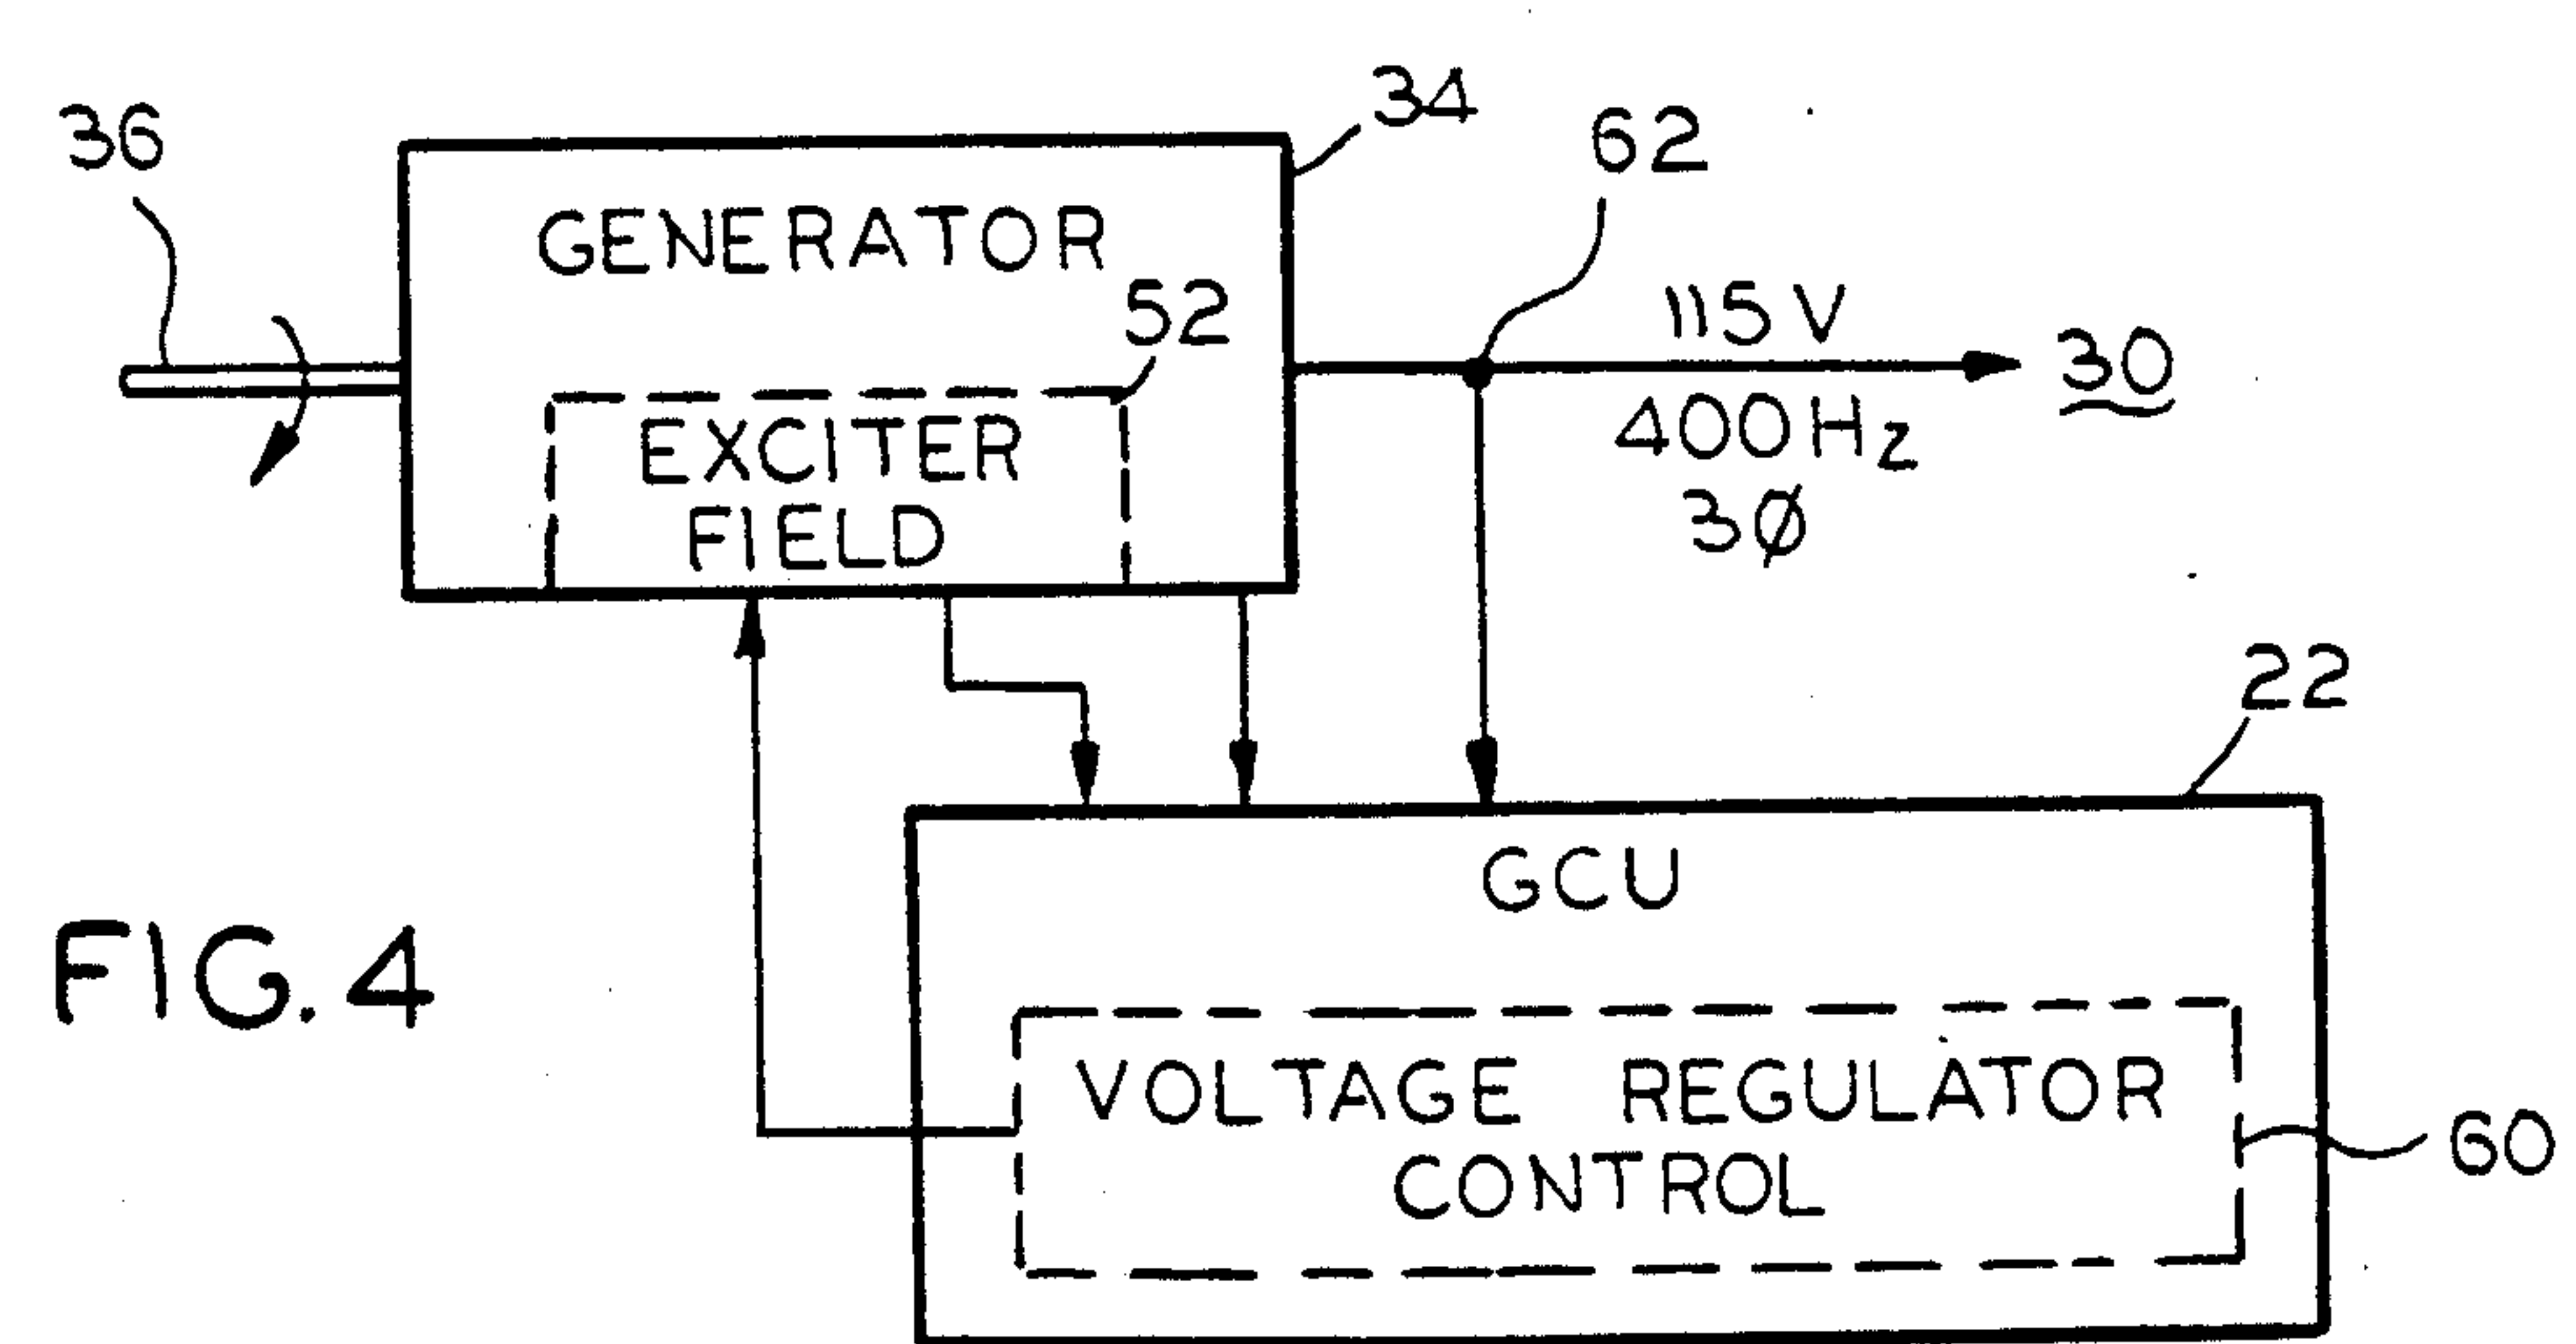 34
36
62
GENERATOR
52
115 V
30
EXCITER
FIELD
400 Hz
3Ø
22
GCU
FIG. 4
VOLTAGE REGULATOR
CONTROL
60